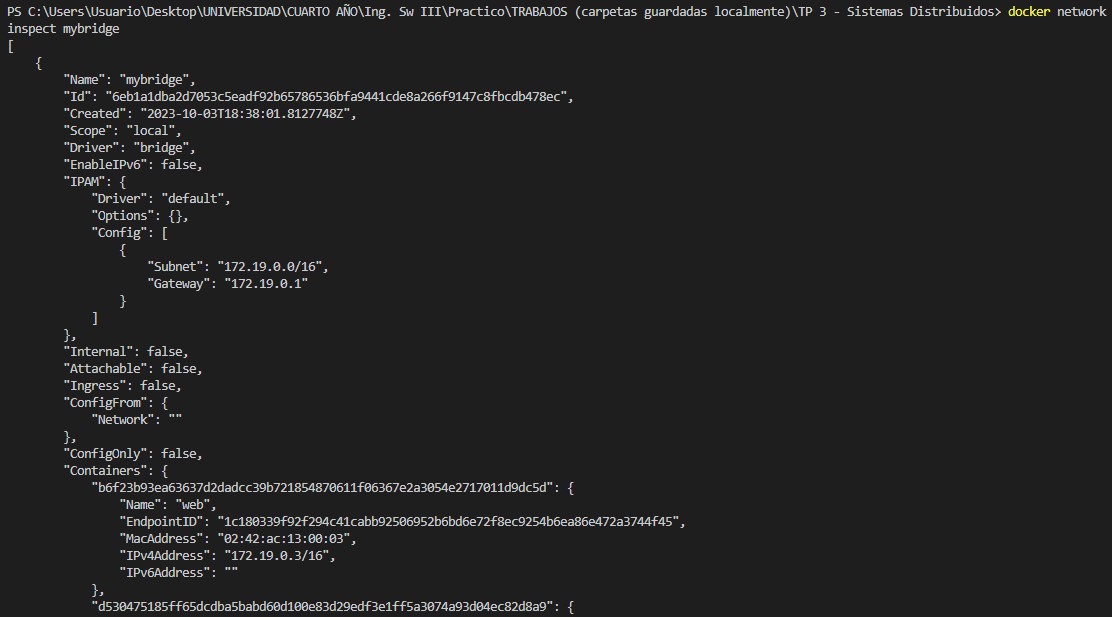 PS C:\Users\Usuario\Desktop\UNIVERSIDAD\CUARTO AÑO\Ing. Sw III\Practico\TRABAJOS (carpetas guardadas localmente)\TP 3 - Sistemas Distribuidos> docker network
inspect mybridge
[
    {
        "Name": "mybridge",
        "Id": "6eb1a1dba2d7053c5eadf92b65786536bfa9441cde8a266f9147c8fbcdb478ec",
        "Created": "2023-10-03T18:38:01.8127748Z",
        "Scope": "local",
        "Driver": "bridge",
        "EnableIPv6": false,
        "IPAM": {
            "Driver": "default",
            "Options": {},
            "Config": [
                {
                    "Subnet": "172.19.0.0/16",
                    "Gateway": "172.19.0.1"
                }
            ]
        },
        "Internal": false,
        "Attachable": false,
        "Ingress": false,
        "ConfigFrom": {
            "Network": ""
        },
        "ConfigOnly": false,
        "Containers": {
            "b6f23b93ea63637d2dadcc39b721854870611f06367e2a3054e2717011d9dc5d": {
                "Name": "web",
                "EndpointID": "1c180339f92f294c41cabb92506952b6bd6e72f8ec9254b6ea86e472a3744f45",
                "MacAddress": "02:42:ac:13:00:03",
                "IPv4Address": "172.19.0.3/16",
                "IPv6Address": ""
            },
            "d530475185ff65dcdba5babd60d100e83d29edf3e1ff5a3074a93d04ec82d8a9": {